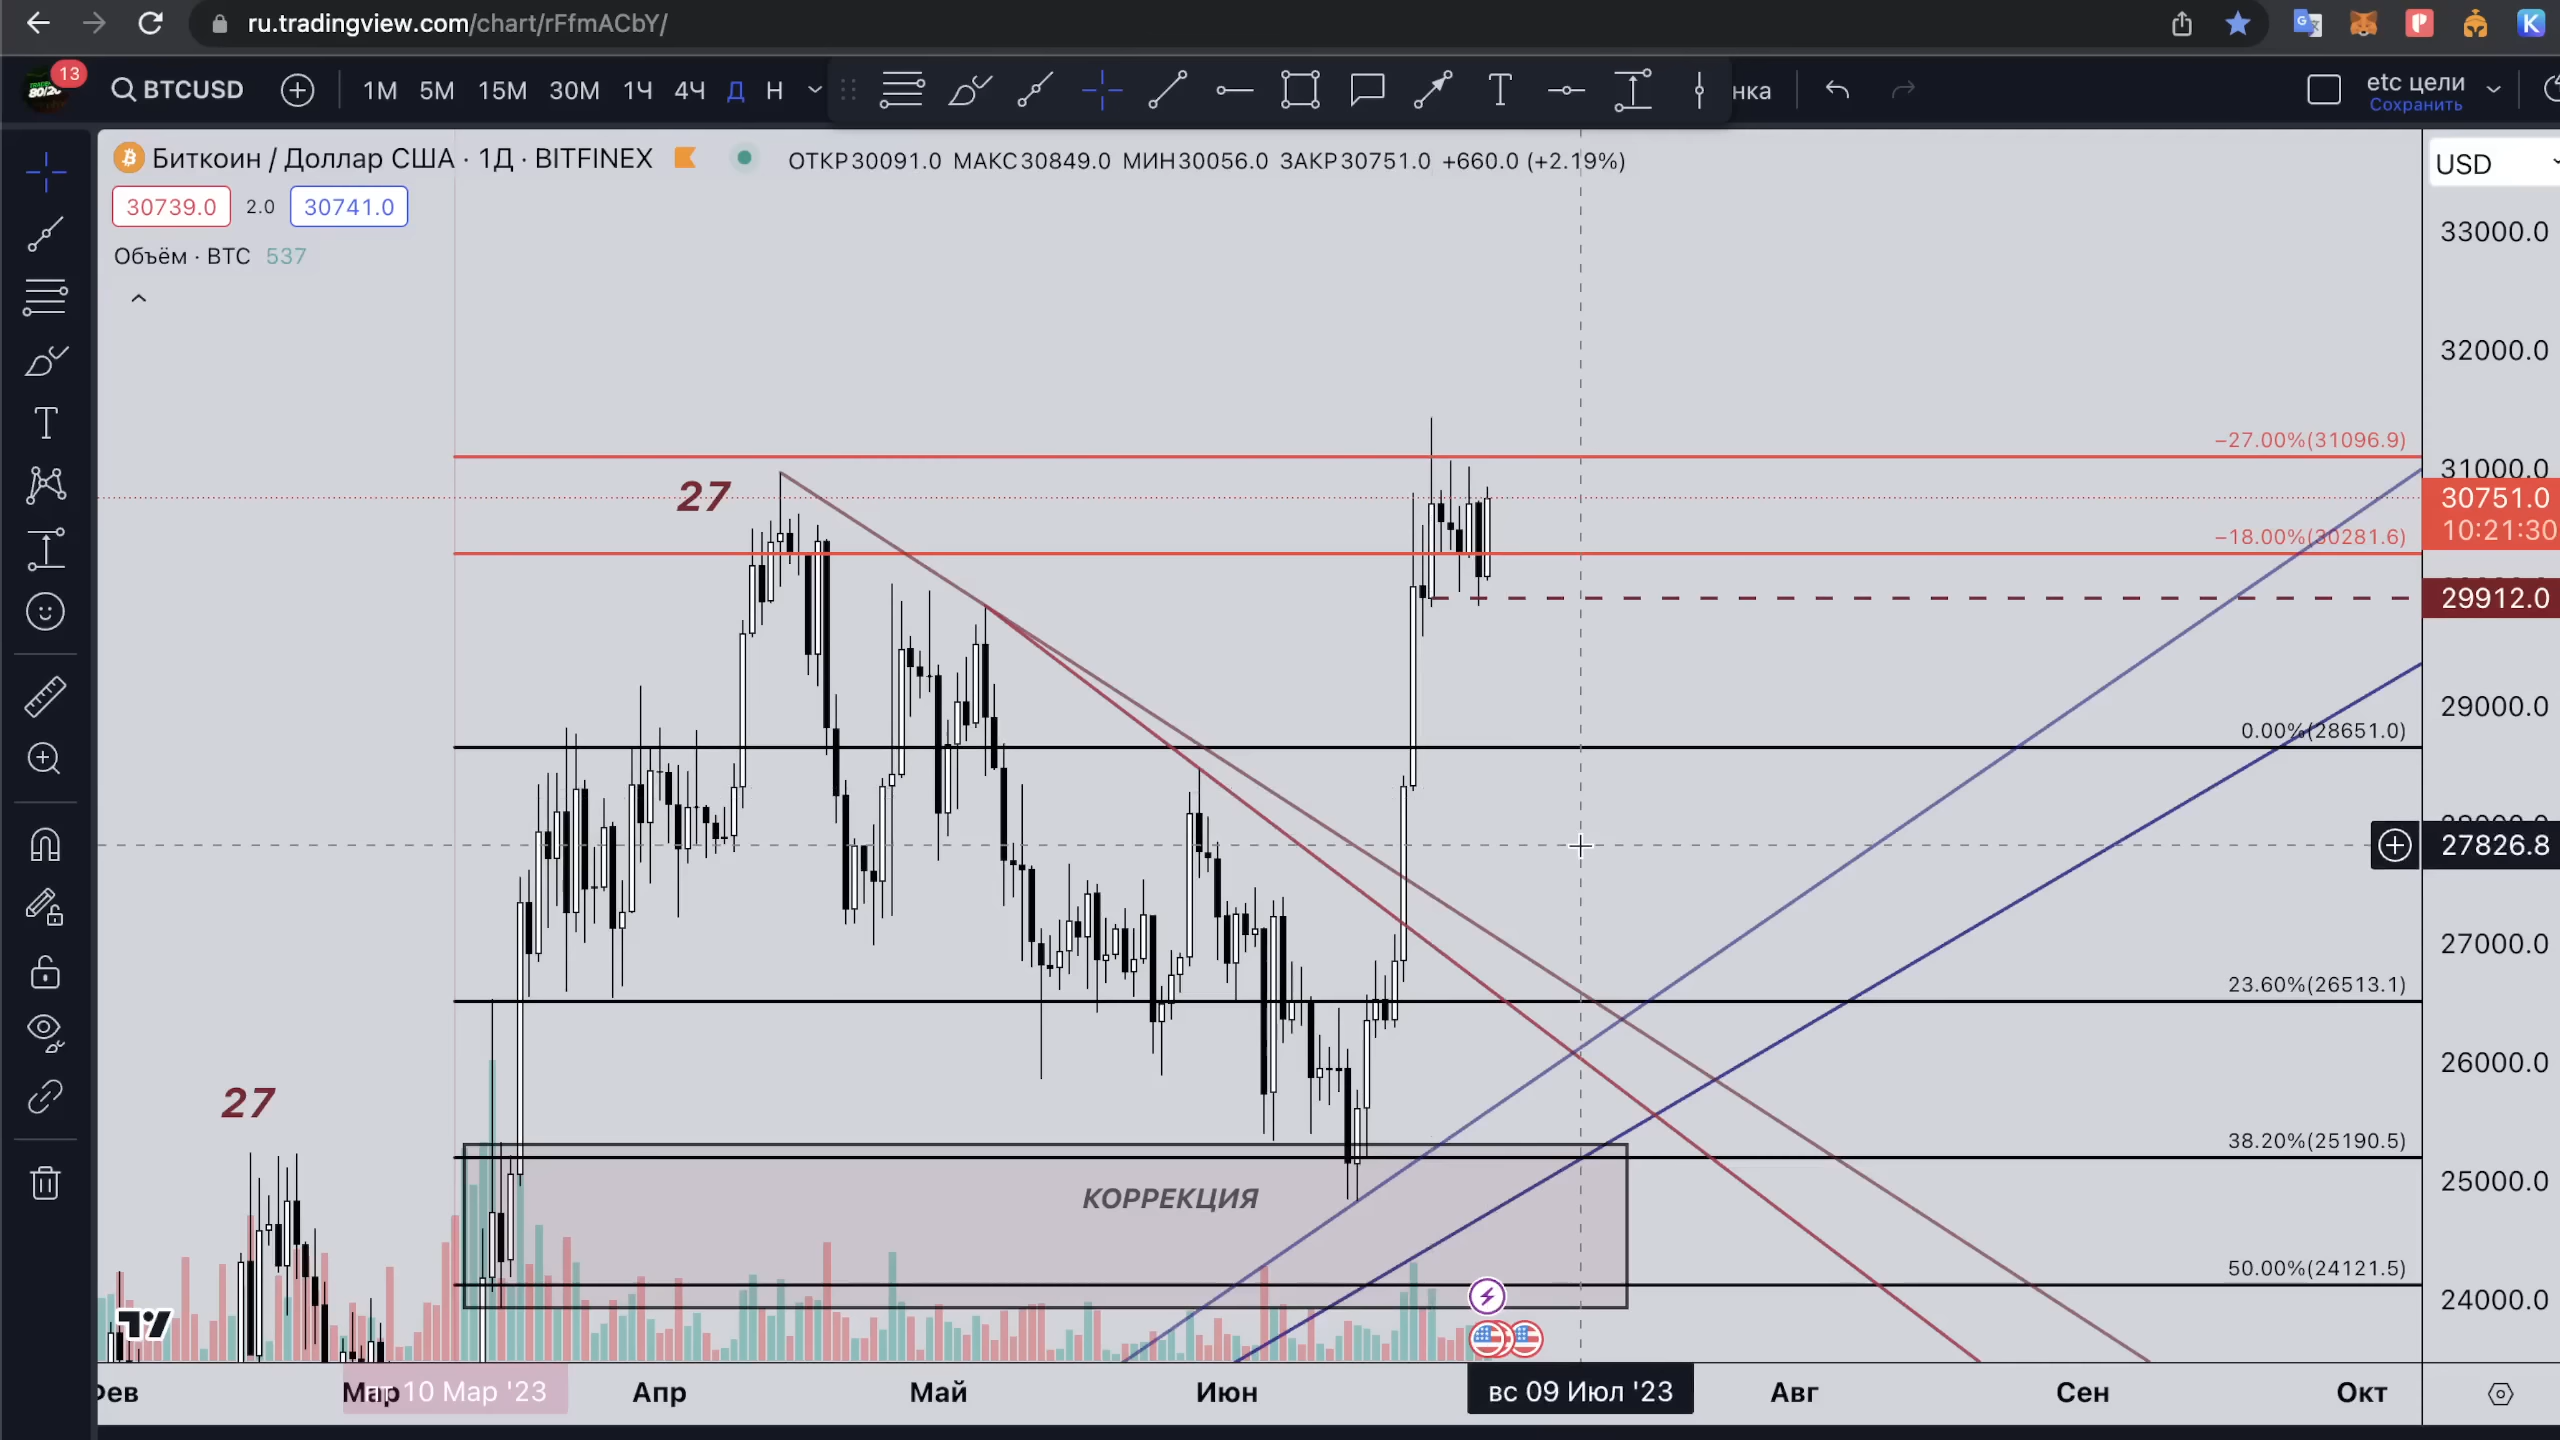 ru.tradingview.com/chart/rFfmACbY/
13
BTCUSD
1М 5М 15М 30М 1Ч 4Ч Д Н
нка
etc цели
Сохранить
Биткоин / Доллар США · 1Д · BITFINEX
ОТКР30091.0 МАКС30849.0 МИН30056.0 ЗАКР30751.0 +660.0 (+2.19%)
USD
30739.0 2.0 30741.0
Объём · BTC 537
33000.0
32000.0
−27.00%(31096.9)
31000.0
27
30751.0
10:21:30
−18.00%(30281.6)
29912.0
29000.0
0.00%(28651.0)
27826.8
27000.0
23.60%(26513.1)
26000.0
27
38.20%(25190.5)
25000.0
КОРРЕКЦИЯ
50.00%(24121.5)
24000.0
Фев Мар 10 Мар '23 Апр Май Июн вс 09 Июл '23 Авг Сен Окт